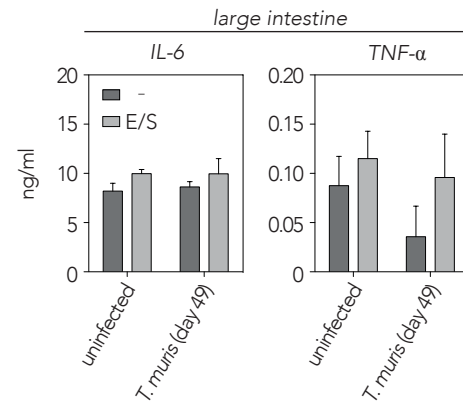 large intestine
IL-6
TNF-α
ng/ml
20
15
10
5
0
-
E/S
uninfected
T. muris (day 49)
0.20
0.15
0.10
0.05
0
uninfected
T. muris (day 49)